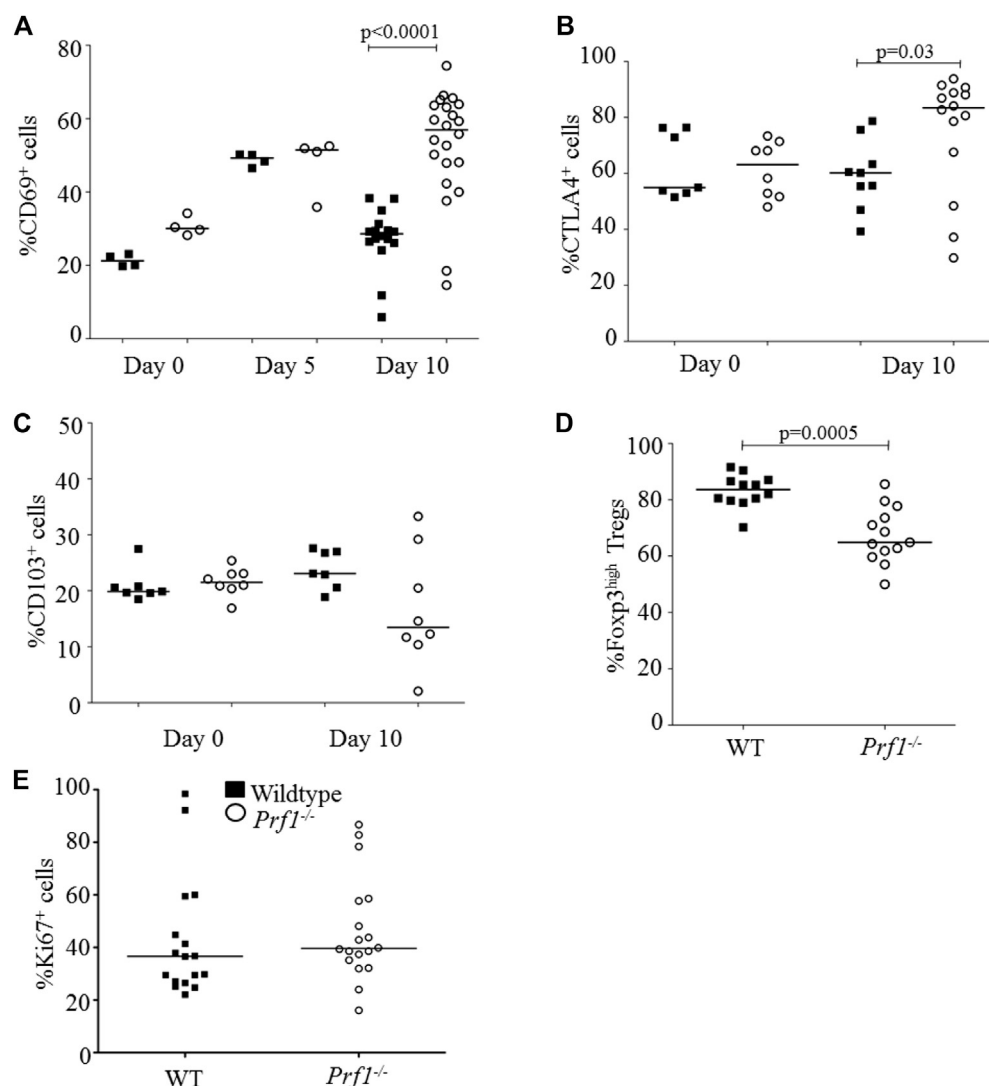 A
p<0.0001
80
60
40
20
0
%CD69⁺ cells
Day 0 Day 5 Day 10
B
p=0.03
100
80
60
40
20
0
%CTLA4⁺ cells
Day 0 Day 10
C
50
40
30
20
10
0
%CD103⁺ cells
Day 0 Day 10
D
p=0.0005
100
80
60
40
20
0
%Foxp3ʰⁱᵍʰ Tregs
WT Prf1⁻/⁻
E
Wildtype
Prf1⁻/⁻
100
80
60
40
20
0
%Ki67⁺ cells
WT Prf1⁻/⁻